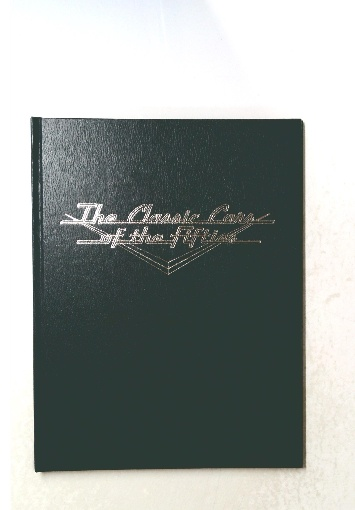 The Classic Cars
of the Fifties